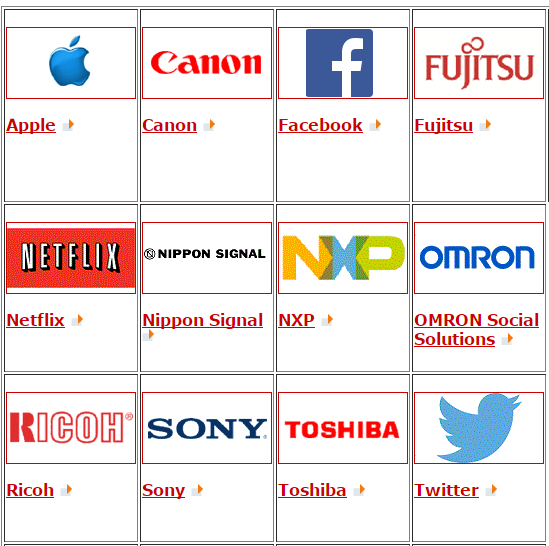 Canon
f
FUJITSU
Apple
Canon
Facebook
Fujitsu
NETFLIX
NIPPON SIGNAL
NXP
OMRON
Netflix
Nippon Signal
NXP
OMRON Social
Solutions
RICOH®
SONY
TOSHIBA
Ricoh
Sony
Toshiba
Twitter